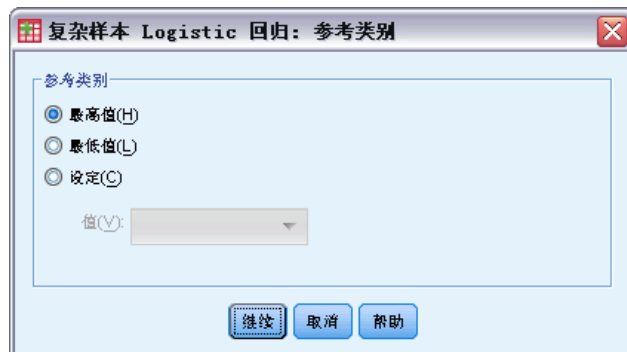 复杂样本 Logistic 回归: 参考类别
参考类别
最高值(H)
最低值(L)
设定(C)
值(V):
继续 取消 帮助